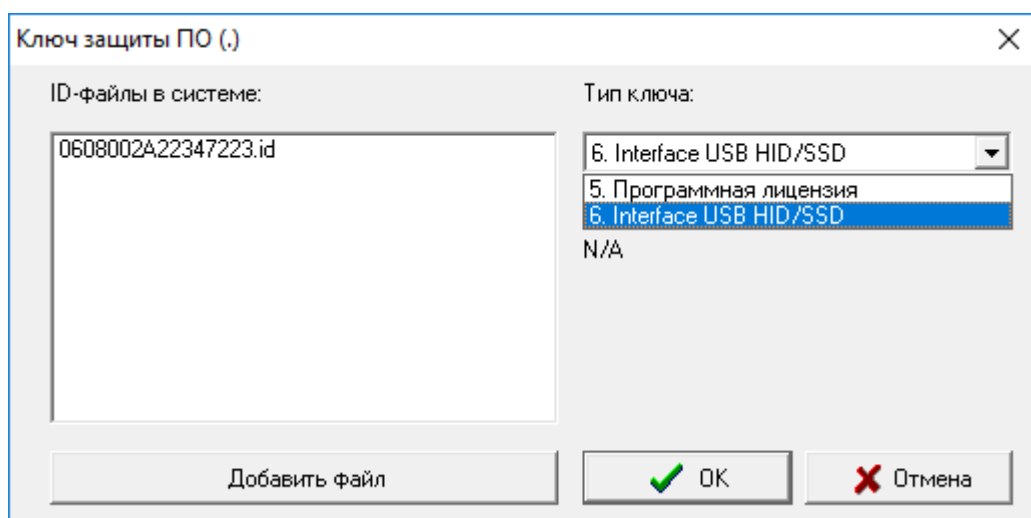 Ключ защиты ПО (.)
ID-файлы в системе:
0608002A22347223.id
Тип ключа:
6. Interface USB HID/SSD
5. Программная лицензия
6. Interface USB HID/SSD
N/A
Добавить файл
OK
Отмена